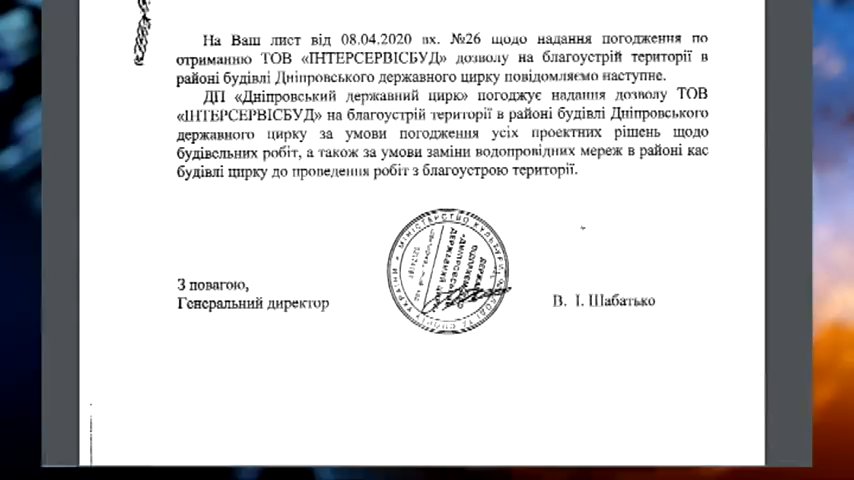 На Ваш лист від 08.04.2020 вх. №26 щодо надання погодження по
отриманню ТОВ «ІНТЕРСЕРВІСБУД» дозволу на благоустрій території в
районі будівлі Дніпровського державного цирку повідомляємо наступне.
ДП «Дніпровський державний цирк» погоджує надання дозволу ТОВ
«ІНТЕРСЕРВІСБУД» на благоустрій території в районі будівлі Дніпровського
державного цирку за умови погодження усіх проектних рішень щодо
будівельних робіт, а також за умови заміни водопровідних мереж в районі кас
будівлі цирку до проведення робіт з благоустрою території.
З повагою,
Генеральний директор
В. І. Шабатько
МІНІСТЕРСТВО КУЛЬТУРИ
УКРАЇНИ